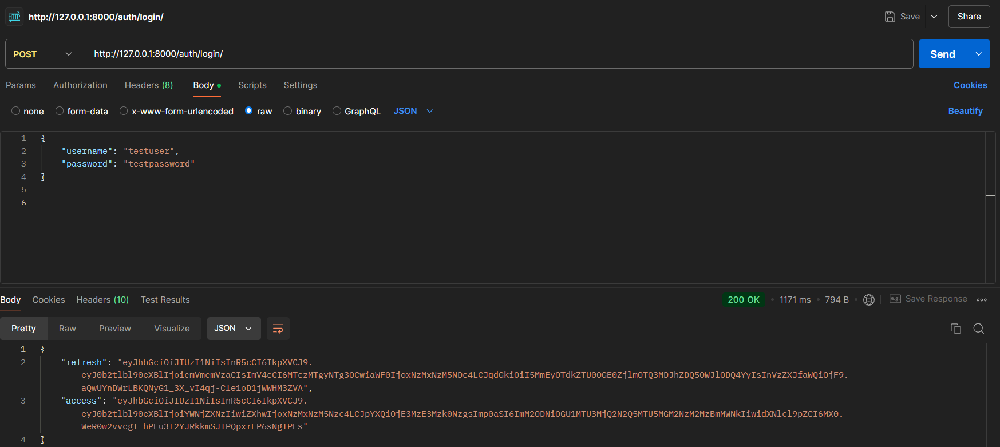 HTTP http://127.0.0.1:8000/auth/login/ Save Share
POST http://127.0.0.1:8000/auth/login/ Send
Params Authorization Headers (8) Body Scripts Settings Cookies
none form-data x-www-form-urlencoded raw binary GraphQL JSON Beautify
1 {
2 "username": "testuser",
3 "password": "testpassword"
4 }
5
6
Body Cookies Headers (10) Test Results 200 OK 1171 ms 794 B e.g. Save Response
Pretty Raw Preview Visualize JSON
1 {
2 "refresh": "eyJhbGciOiJIUzI1NiIsInR5cCI6IkpXVCJ9.
eyJ0b2tlbl90eXBlIjoicmVmcmVzaCIsImV4cCI6MTczMTgyNTg3OCwiaWF0IjoxNzMxNzM5NDc4LCJqdGkiOiI5MmEyOTdkZTU0OGE0ZjlmOTQ3MDJhZDQ5OWJlODQ4YyIsInVzZXJfaWQiOjF9.
aQwUYnDWrLBKQNyG1_3X_vI4qj-Cle1oD1jWWHM3ZVA",
3 "access": "eyJhbGciOiJIUzI1NiIsInR5cCI6IkpXVCJ9.
eyJ0b2tlbl90eXBlIjoiYWNjZXNzIiwiZXhwIjoxNzMxNzM5Nzc4LCJpYXQiOjE3MzE3Mzk0NzgsImp0aSI6ImM2ODNiOGU1MTU3MjQ2N2Q5MTU5MGM2NzM2MzBmMWNkIiwidXNlcl9pZCI6MX0.
WeR0w2vvcgI_hPEu3t2YJRkkmSJIPQpxrFP6sNgTPEs"
4 }